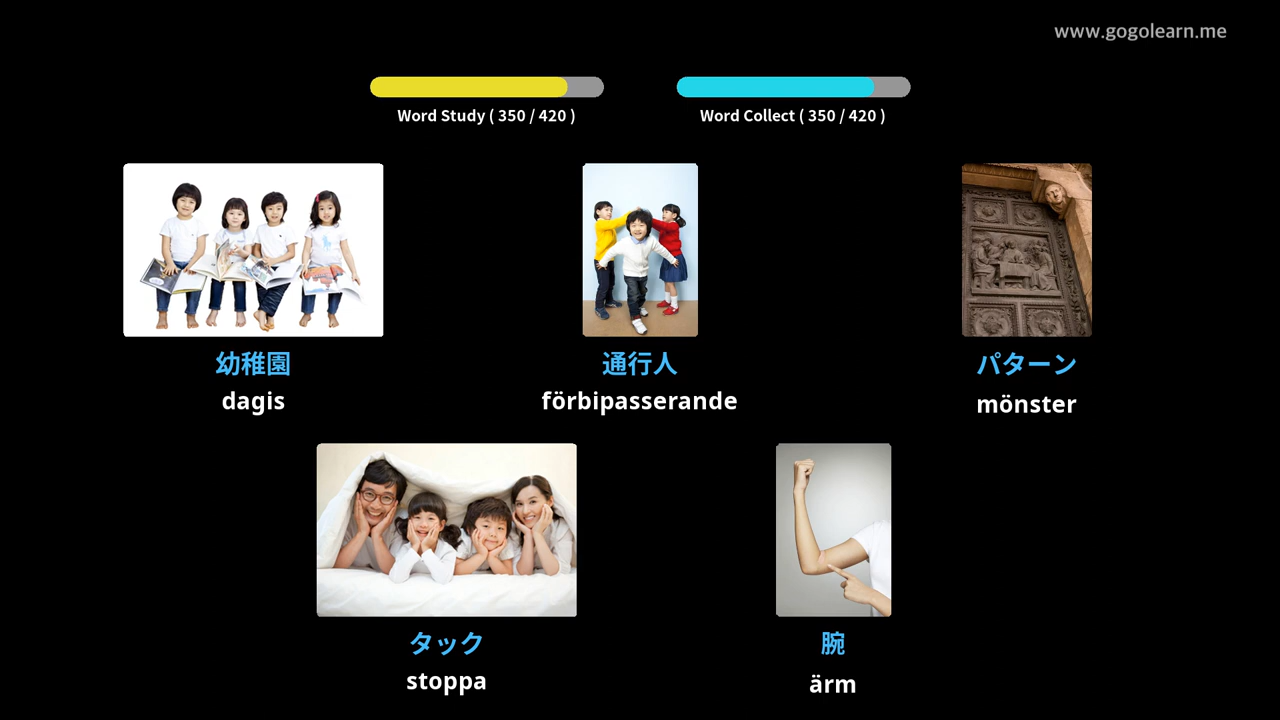 www.gogolearn.me
Word Study ( 350 / 420 )
Word Collect ( 350 / 420 )
幼稚園
dagis
通行人
förbipasserande
パターン
mönster
タック
stoppa
腕
ärm